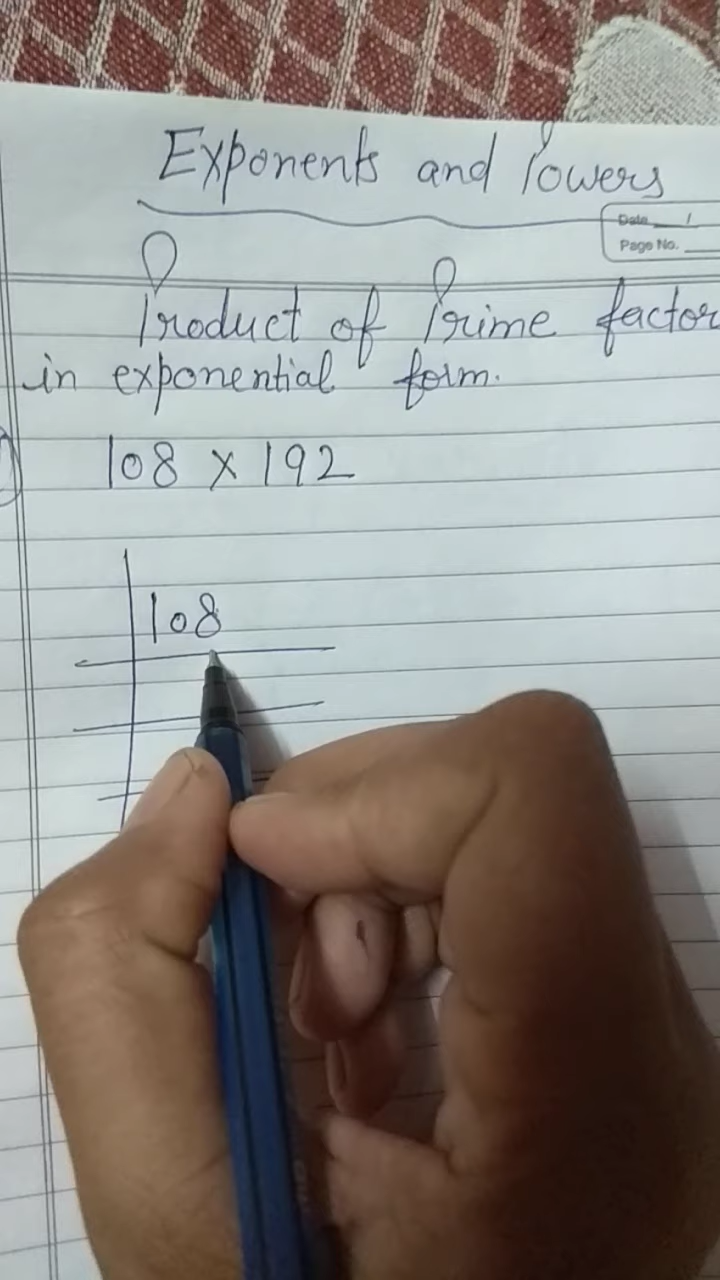 Exponents and Powers
Date /
Page No.
Product of Prime factor
in exponential form.
108 × 192
108